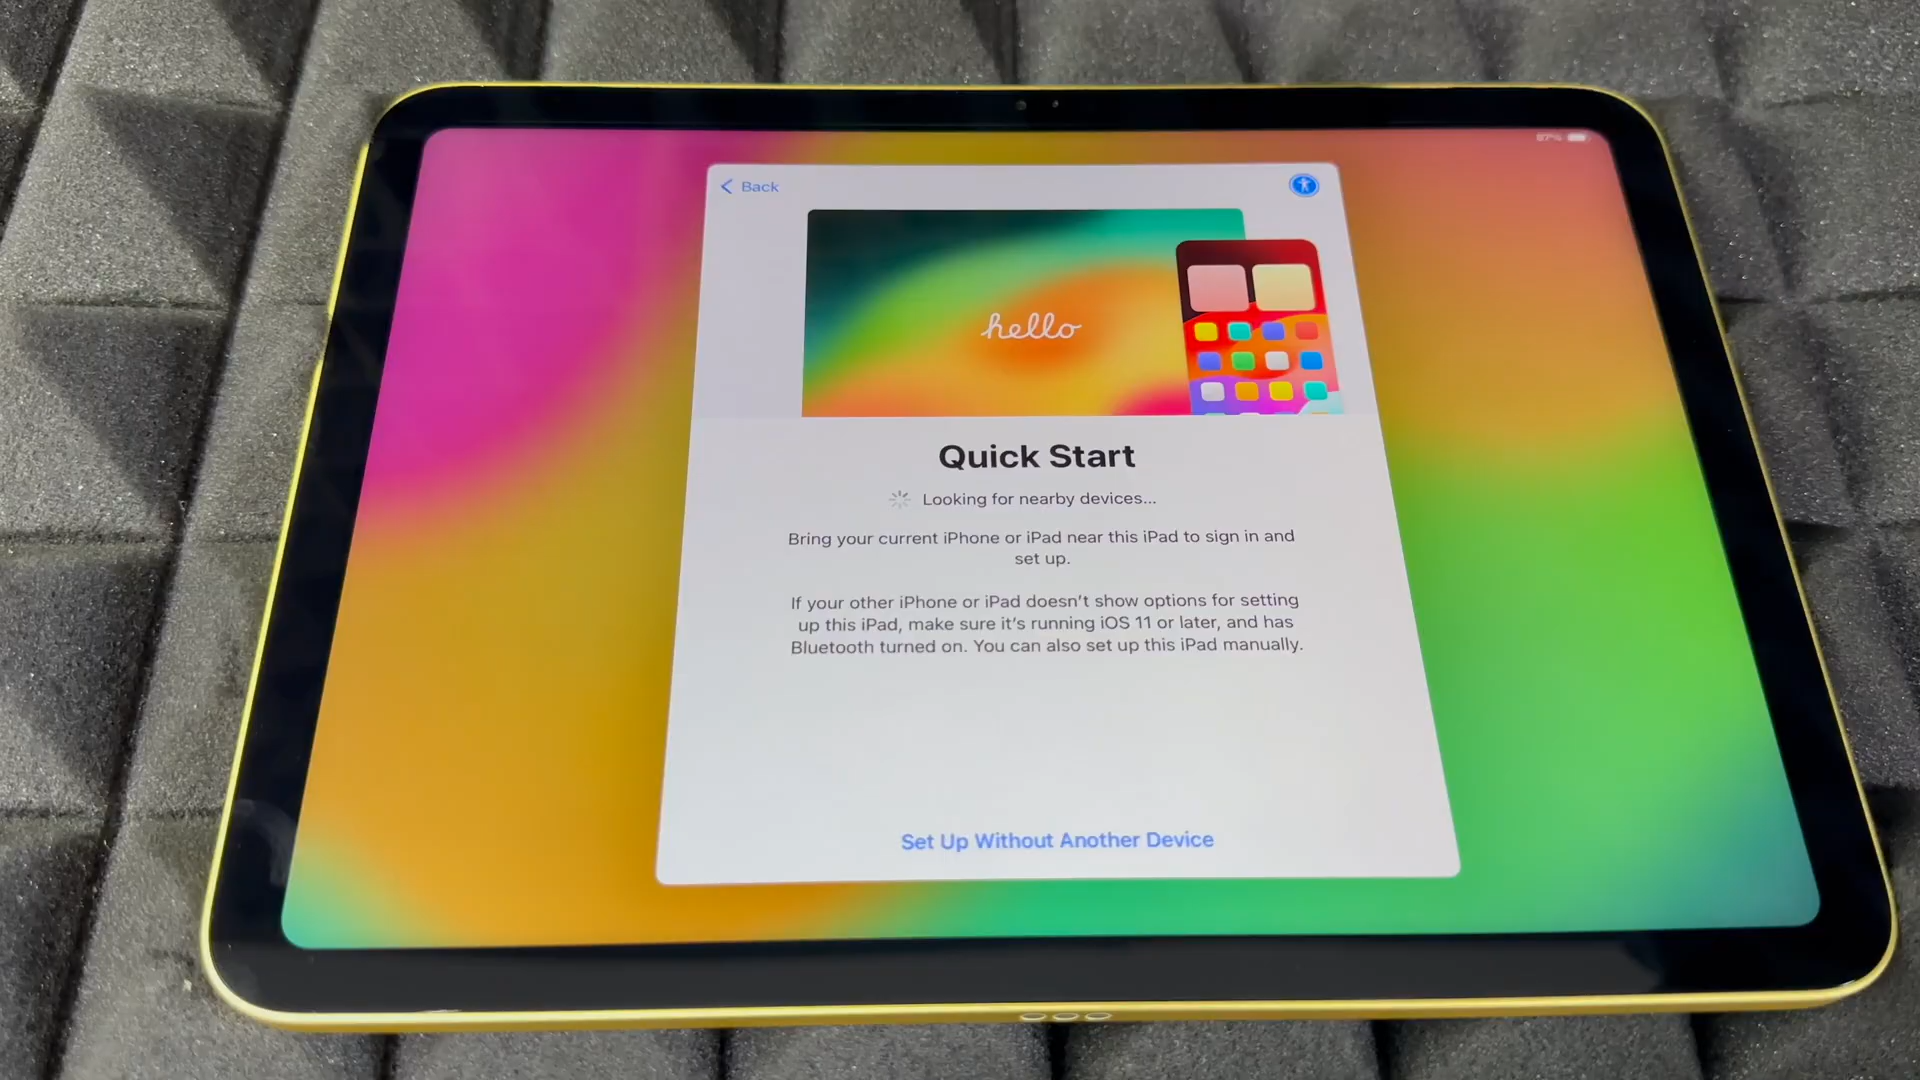 87%
Back
hello
Quick Start
Looking for nearby devices...
Bring your current iPhone or iPad near this iPad to sign in and
set up.
If your other iPhone or iPad doesn't show options for setting
up this iPad, make sure it's running iOS 11 or later, and has
Bluetooth turned on. You can also set up this iPad manually.
Set Up Without Another Device